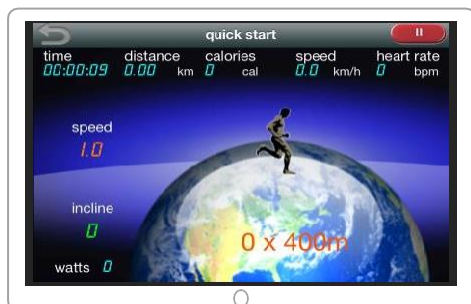 quick start
time distance calories speed heart rate
00:00:09 0.00 km 0 cal 0.0 km/h 0 bpm
speed
1.0
incline
0
0 x 400m
watts 0